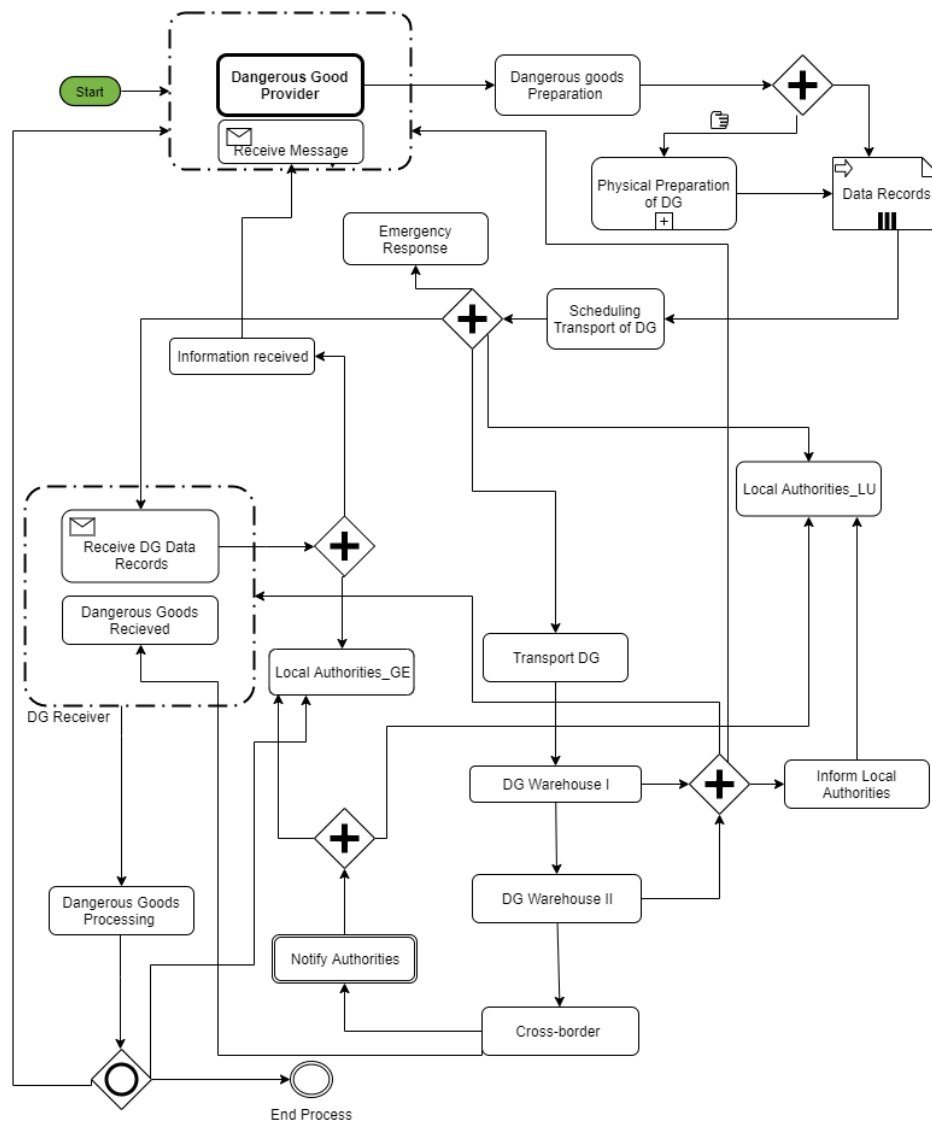 Start
Dangerous Good
Provider
Receive Message
Dangerous goods
Preparation
Physical Preparation
of DG
Data Records
Emergency
Response
Scheduling
Transport of DG
Information received
Local Authorities_LU
Receive DG Data
Records
Dangerous Goods
Recieved
DG Receiver
Local Authorities_GE
Transport DG
DG Warehouse I
Inform Local
Authorities
DG Warehouse II
Dangerous Goods
Processing
Notify Authorities
Cross-border
End Process